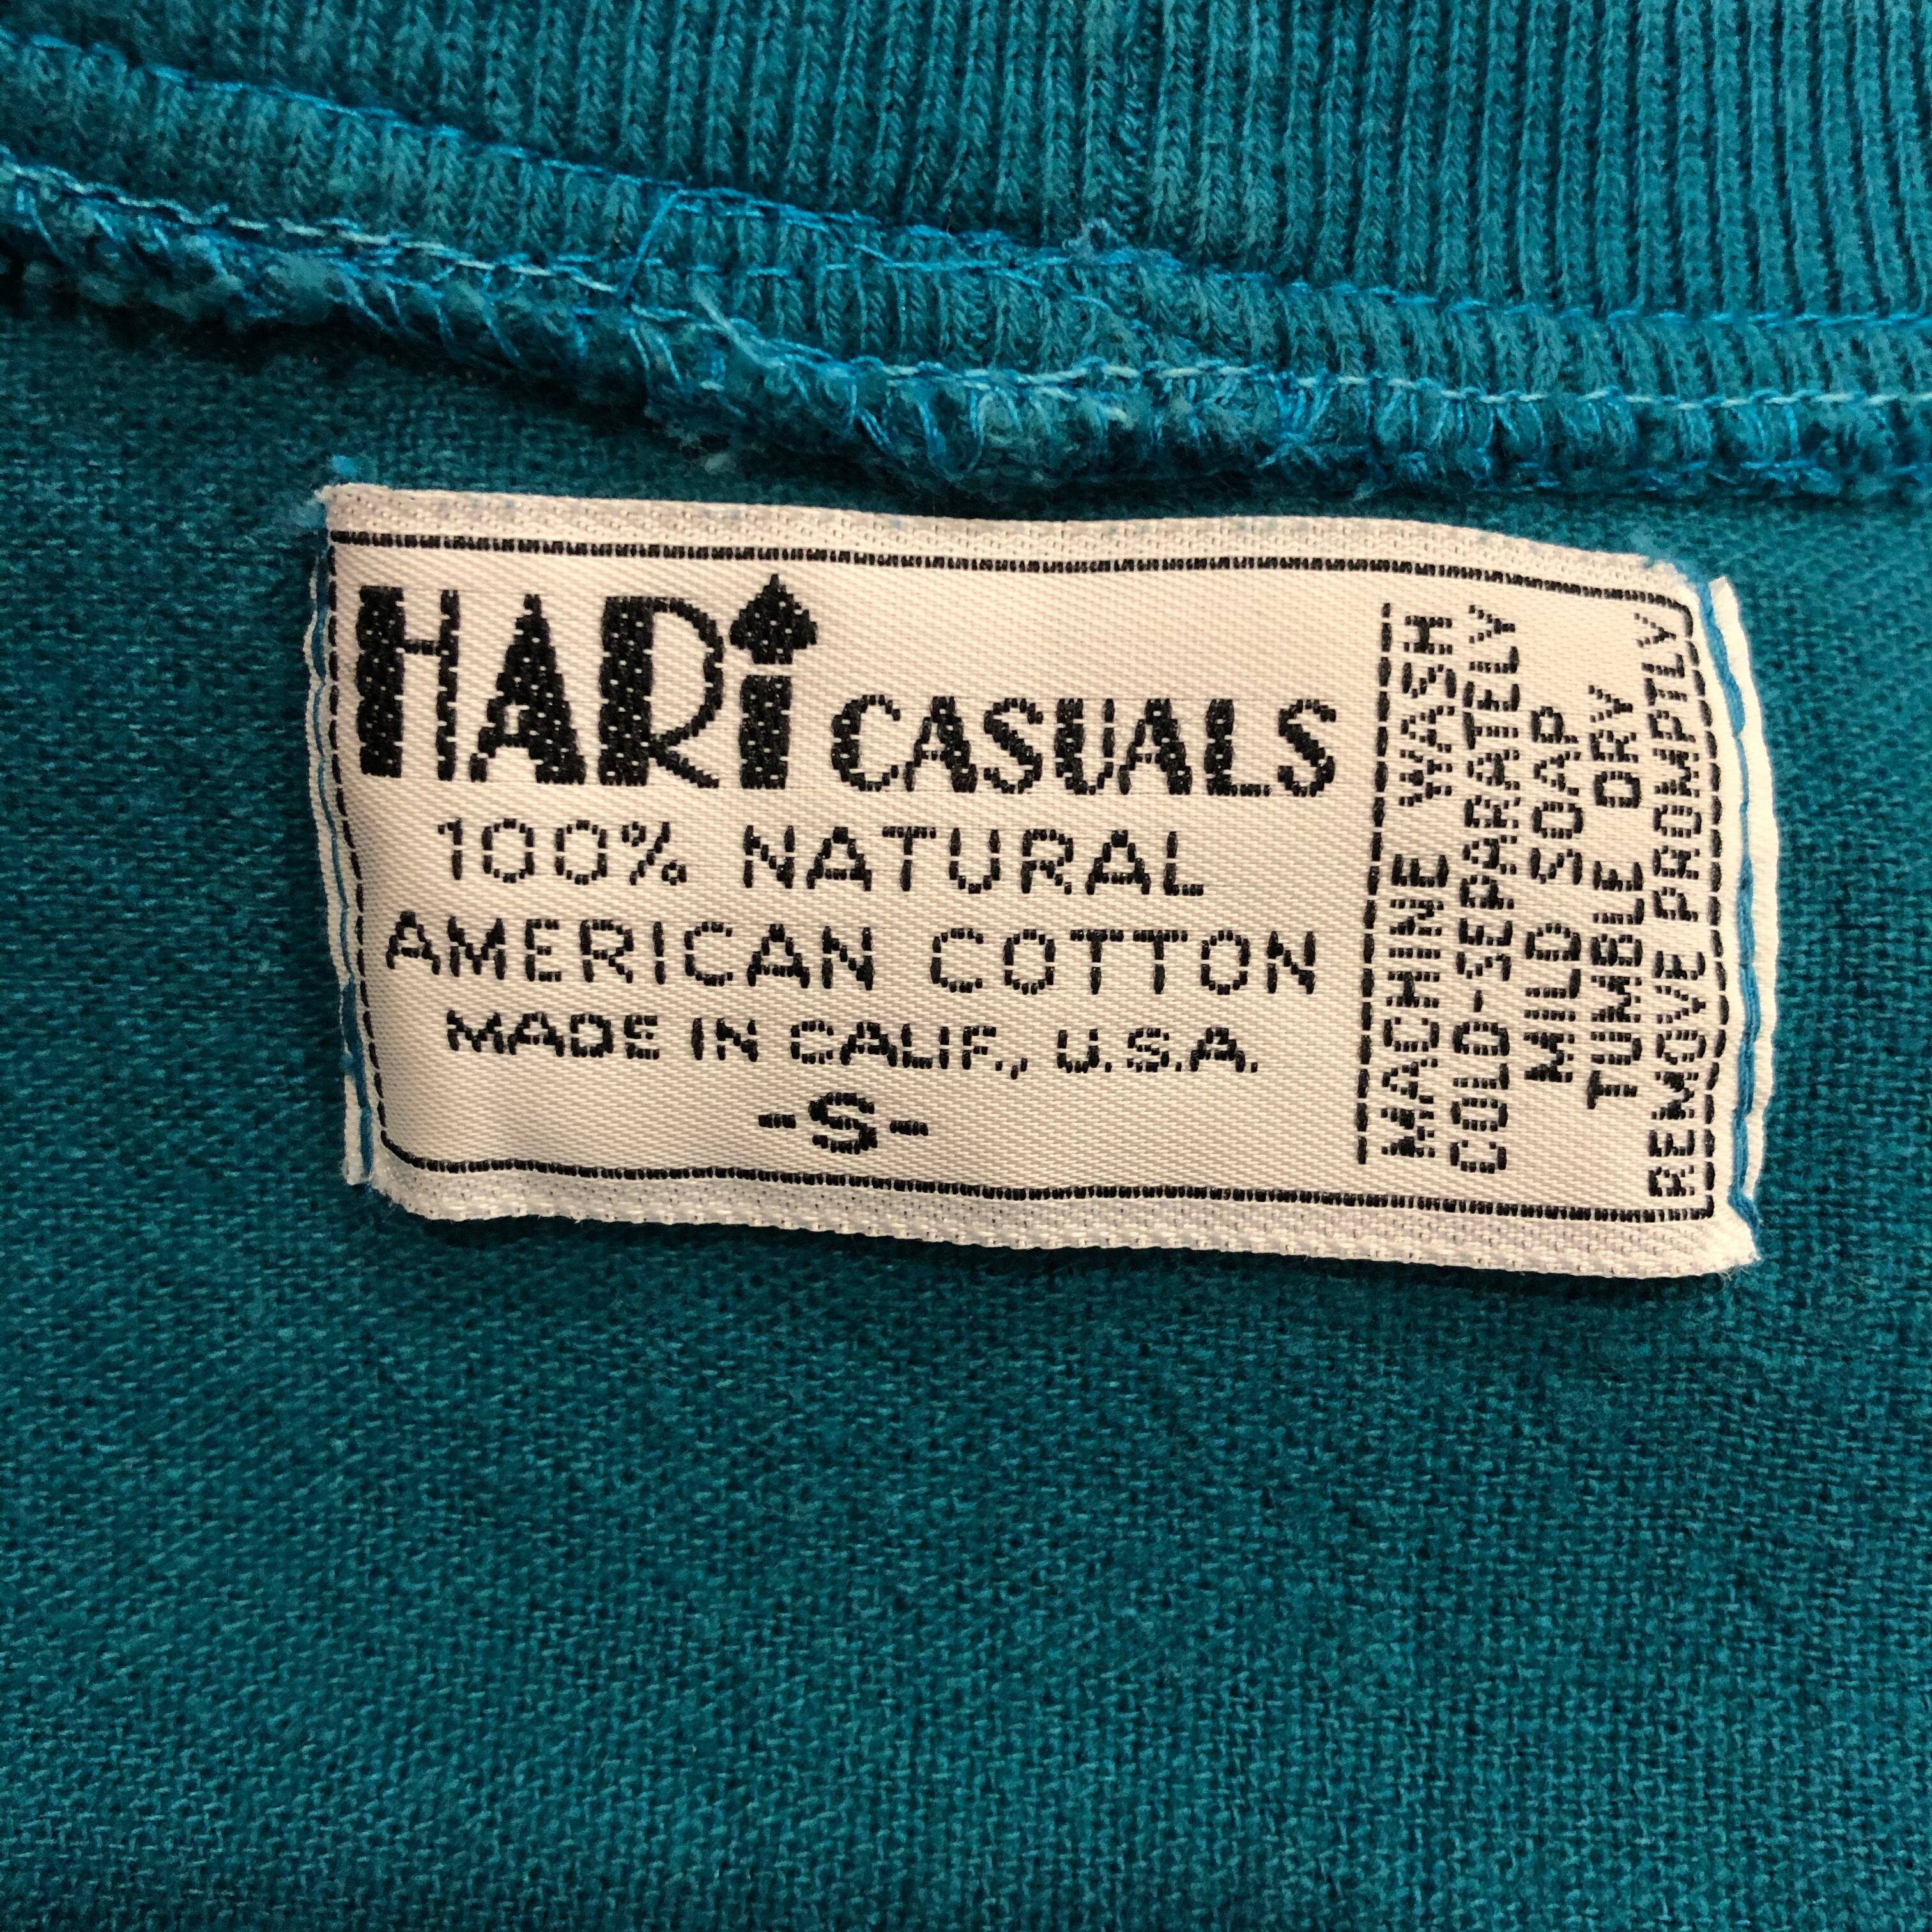 HARi CASUALS
100% NATURAL
AMERICAN COTTON
MADE IN CALIF., U.S.A.
-S-
MACHINE WASH
COLD-SEPARATELY
MILD SOAP
TUMBLE DRY
REMOVE PROMPTLY